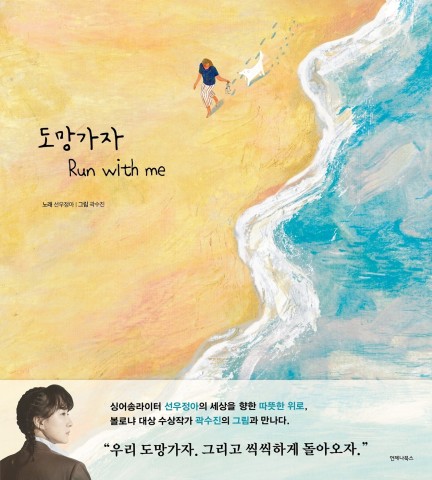 도망가자
Run with me
노래 선우정아 | 그림 곽수진
싱어송라이터 선우정아의 세상을 향한 따뜻한 위로,
볼로냐 대상 수상작가 곽수진의 그림과 만나다.
“우리 도망가자. 그리고 씩씩하게 돌아오자.”
언제나북스